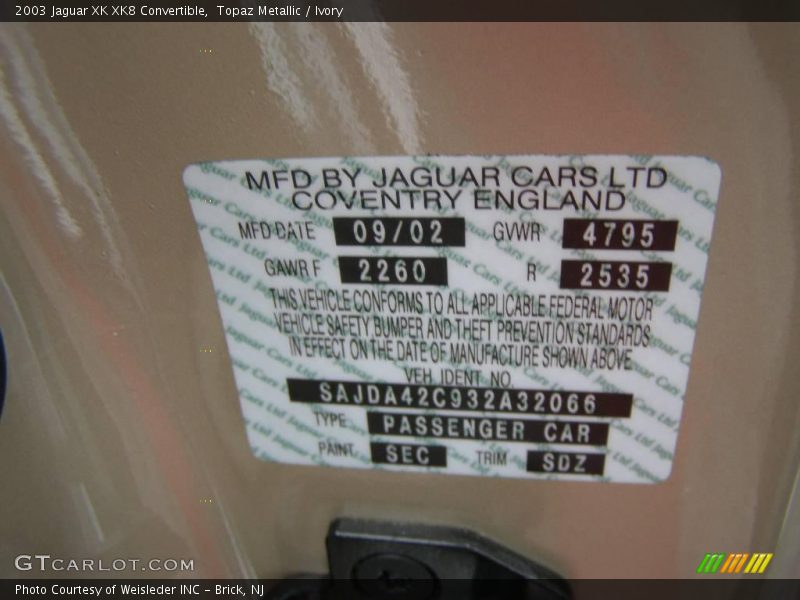 2003 Jaguar XK XK8 Convertible,  Topaz Metallic / Ivory
MFD BY JAGUAR CARS LTD
COVENTRY ENGLAND
MFD DATE 09/02 GVWR 4795
GAWR F 2260 R 2535
THIS VEHICLE CONFORMS TO ALL APPLICABLE FEDERAL MOTOR
VEHICLE SAFETY BUMPER AND THEFT PREVENTION STANDARDS
IN EFFECT ON THE DATE OF MANUFACTURE SHOWN ABOVE
VEH IDENT NO.
SAJDA42C932A32066
TYPE PASSENGER CAR
PAINT SEC TRIM SDZ
GTCARLOT.COM
Photo Courtesy of Weisleder INC – Brick, NJ